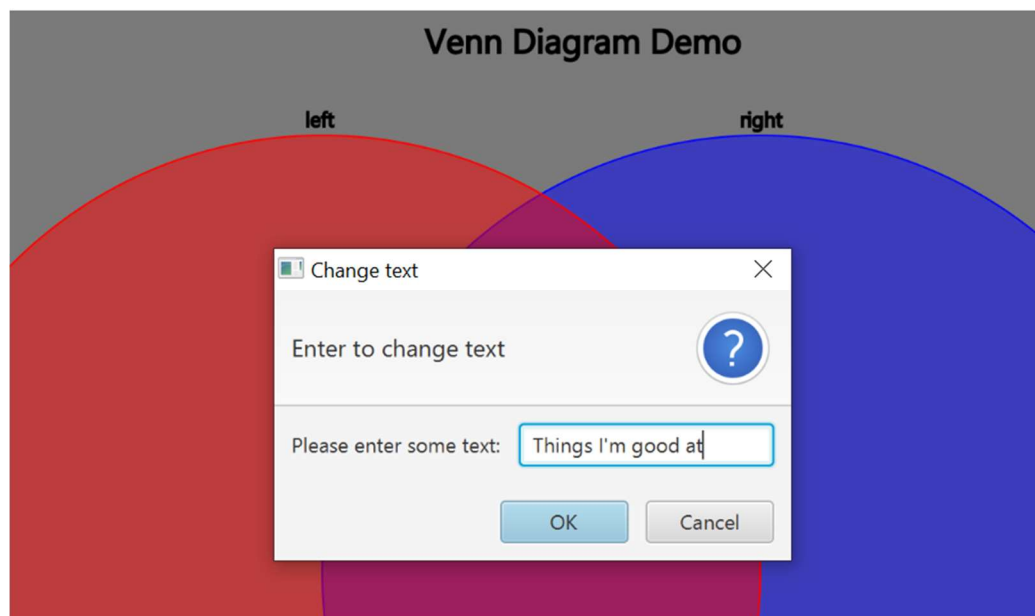 Venn Diagram Demo
left right
Change text
Enter to change text
?
Please enter some text: Things I'm good at
OK Cancel